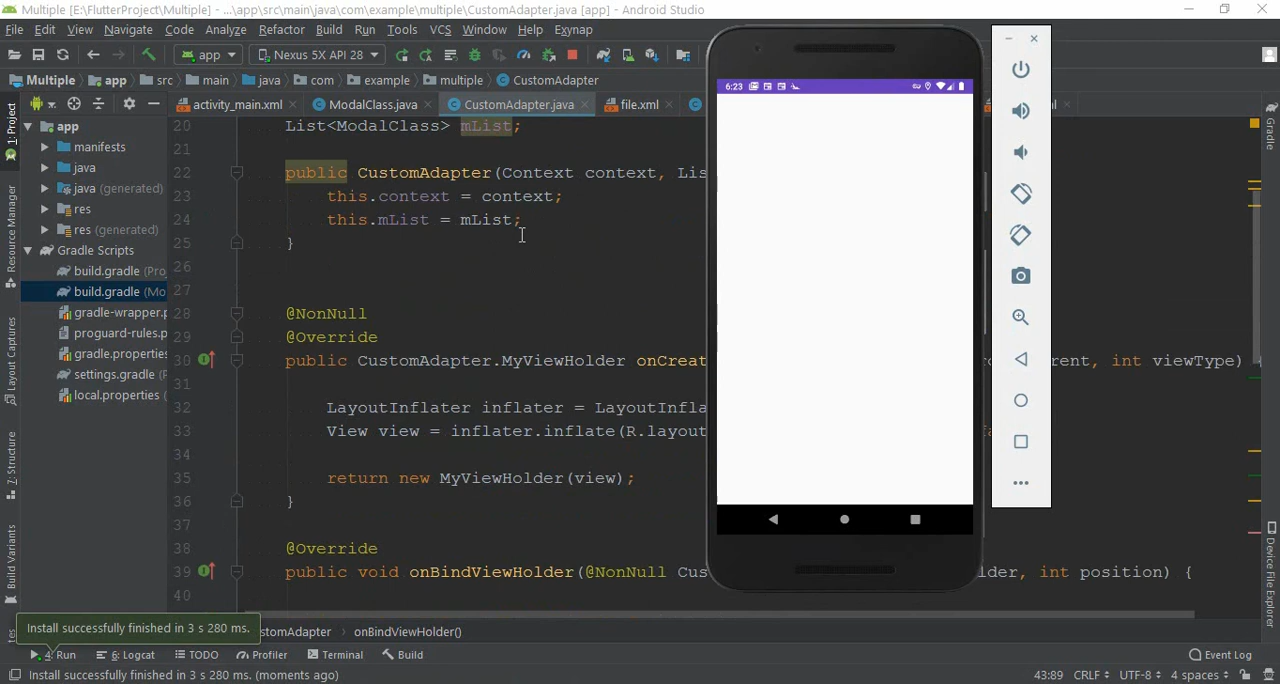 Multiple [E:\FlutterProject\Multiple] - ...\app\src\main\java\com\example\multiple\CustomAdapter.java [app] - Android Studio
File Edit View Navigate Code Analyze Refactor Build Run Tools VCS Window Help Exynap
app Nexus 5X API 28
Multiple app src main java com example multiple CustomAdapter
activity_main.xml ModalClass.java CustomAdapter.java file.xml
1: Project
Resource Manager
Layout Captures
Z: Structure
Build Variants
app
manifests
java
java (generated)
res
res (generated)
Gradle Scripts
build.gradle (Pro
build.gradle (Mo
gradle-wrapper.p
proguard-rules.p
gradle.properties
settings.gradle (P
local.properties (
20 List<ModalClass> mList;
21
22 public CustomAdapter(Context context, Lis
23 this.context = context;
24 this.mList = mList;
25 }
26
27
28 @NonNull
29 @Override
30 public CustomAdapter.MyViewHolder onCreat rent, int viewType) {
31
32 LayoutInflater inflater = LayoutInfla
33 View view = inflater.inflate(R.layout
34
35 return new MyViewHolder(view);
36 }
37
38 @Override
39 public void onBindViewHolder(@NonNull Cus lder, int position) {
40
6:23
Gradle
Device File Explorer
Install successfully finished in 3 s 280 ms.
stomAdapter › onBindViewHolder()
4: Run 6: Logcat TODO Profiler Terminal Build Event Log
Install successfully finished in 3 s 280 ms. (moments ago) 43:89 CRLF UTF-8 4 spaces